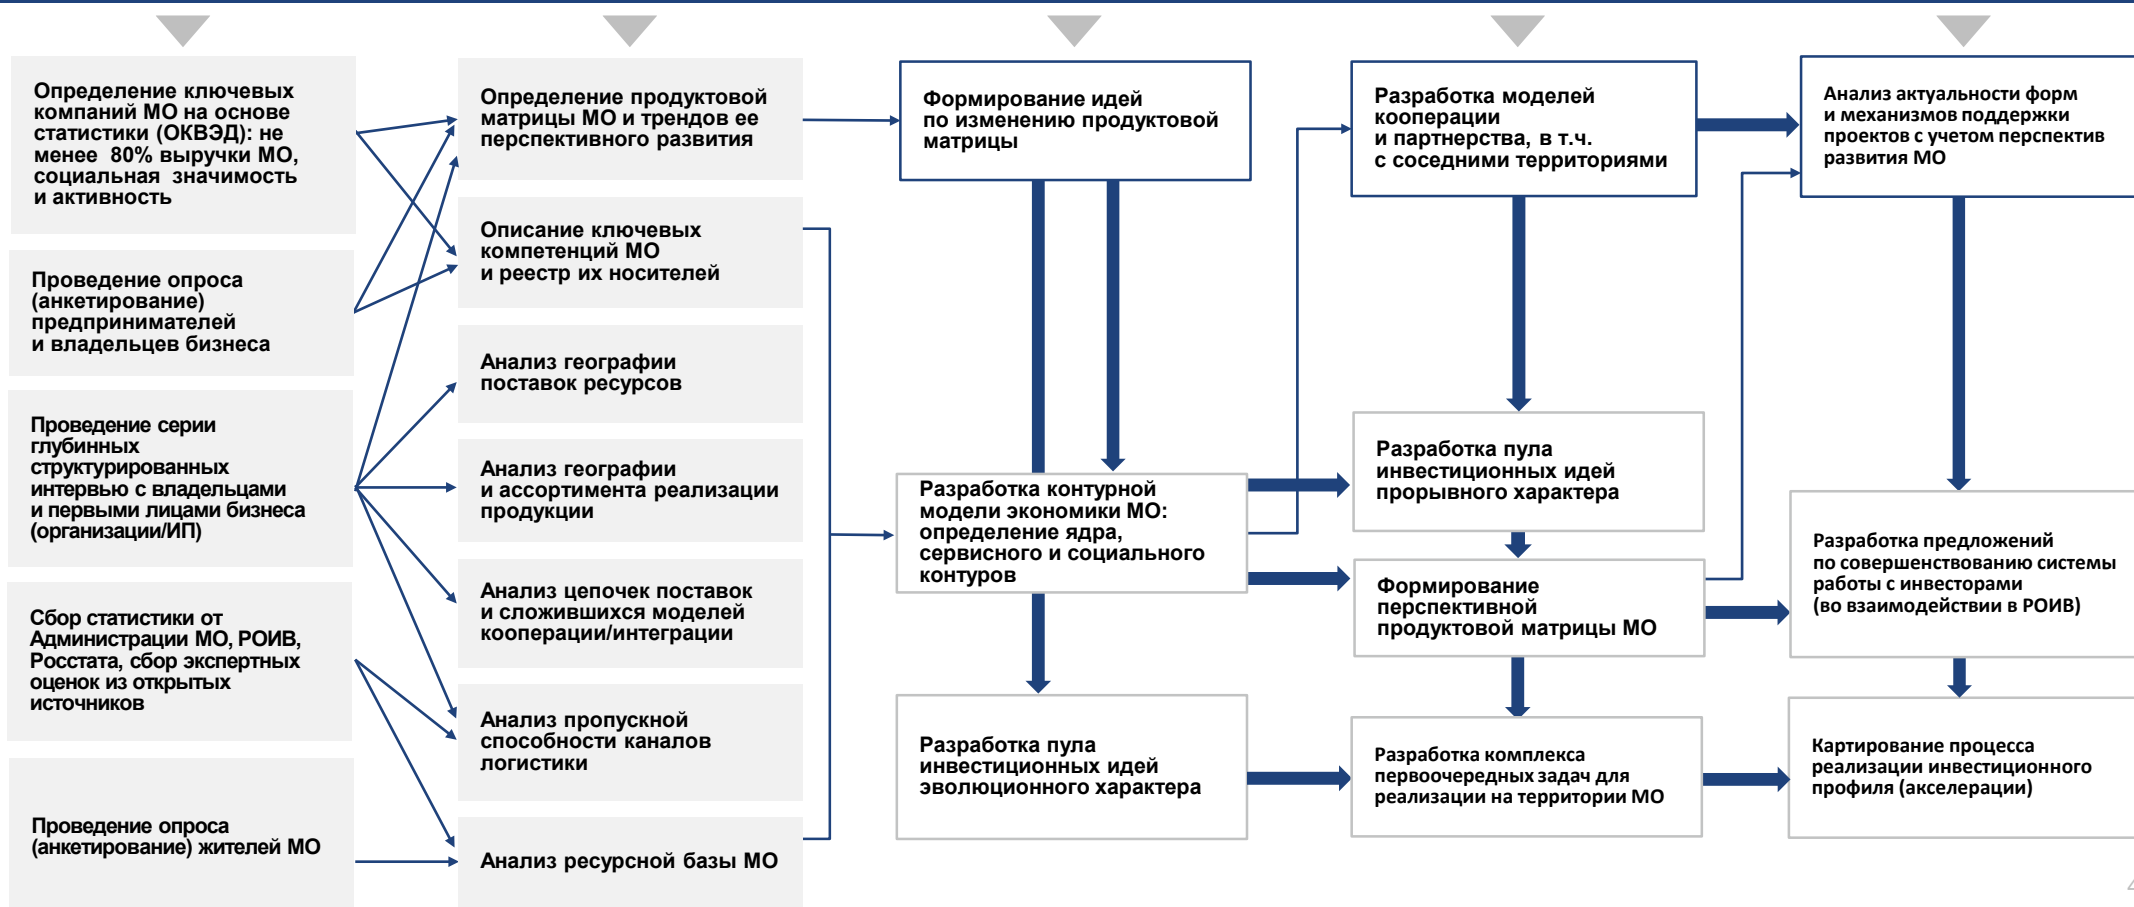 Определение ключевых
компаний МО на основе
статистики (ОКВЭД): не
менее 80% выручки МО,
социальная значимость
и активность
Проведение опроса
(анкетирование)
предпринимателей
и владельцев бизнеса
Проведение серии
глубинных
структурированных
интервью с владельцами
и первыми лицами бизнеса
(организации/ИП)
Сбор статистики от
Администрации МО, РОИВ,
Росстата, сбор экспертных
оценок из открытых
источников
Проведение опроса
(анкетирование) жителей МО
Определение продуктовой
матрицы МО и трендов ее
перспективного развития
Описание ключевых
компетенций МО
и реестр их носителей
Анализ географии
поставок ресурсов
Анализ географии
и ассортимента реализации
продукции
Анализ цепочек поставок
и сложившихся моделей
кооперации/интеграции
Анализ пропускной
способности каналов
логистики
Анализ ресурсной базы МО
Формирование идей
по изменению продуктовой
матрицы
Разработка контурной
модели экономики МО:
определение ядра,
сервисного и социального
контуров
Разработка пула
инвестиционных идей
эволюционного характера
Разработка моделей
кооперации
и партнерства, в т.ч.
с соседними территориями
Разработка пула
инвестиционных идей
прорывного характера
Формирование
перспективной
продуктовой матрицы МО
Разработка комплекса
первоочередных задач для
реализации на территории МО
Анализ актуальности форм
и механизмов поддержки
проектов с учетом перспектив
развития МО
Разработка предложений
по совершенствованию системы
работы с инвесторами
(во взаимодействии в РОИВ)
Картирование процесса
реализации инвестиционного
профиля (акселерации)